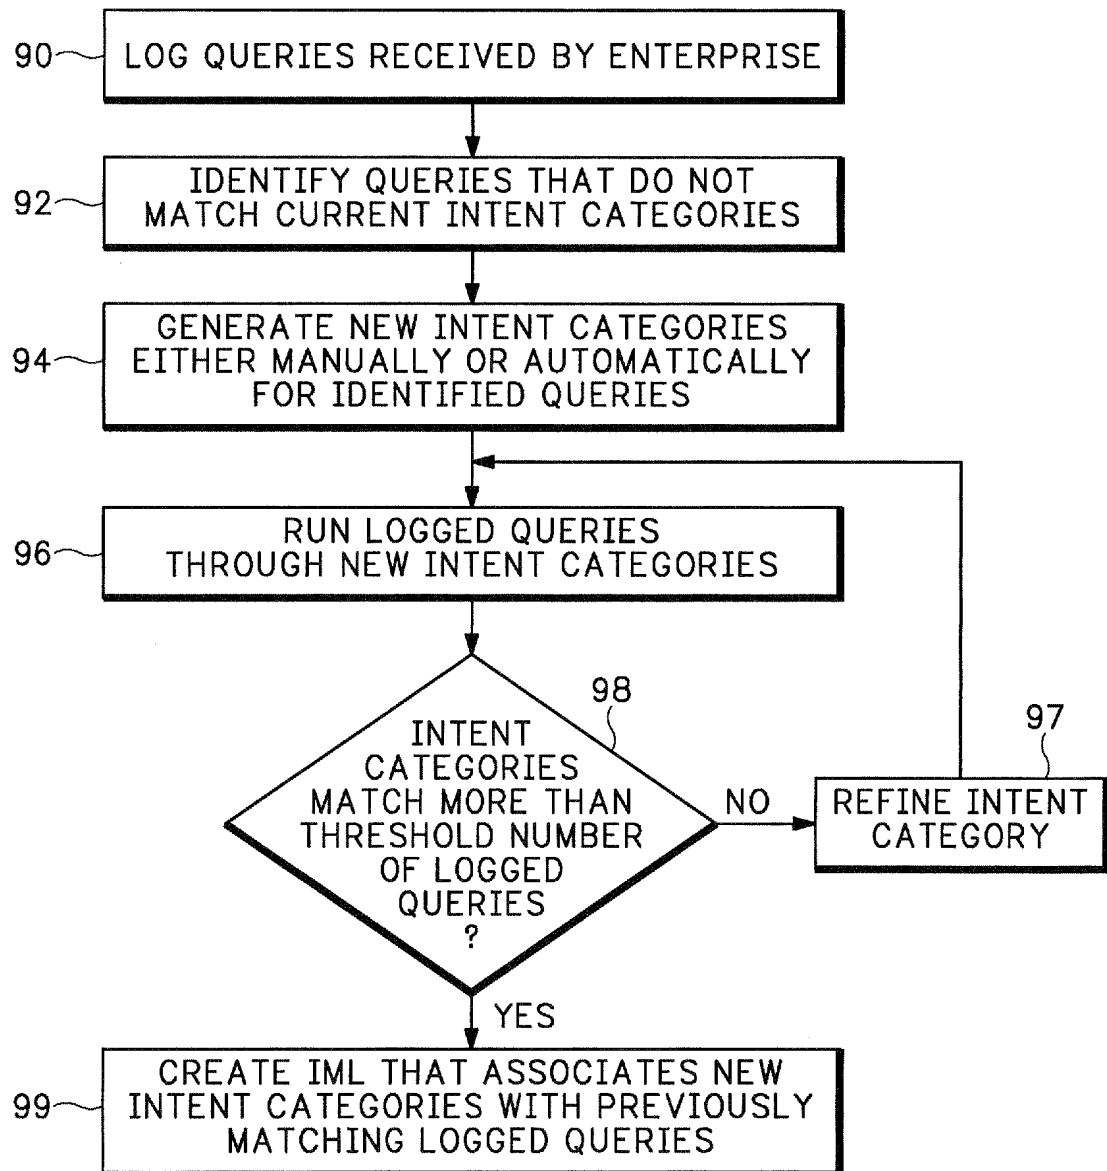 90
LOG QUERIES RECEIVED BY ENTERPRISE
92
IDENTIFY QUERIES THAT DO NOT
MATCH CURRENT INTENT CATEGORIES
94
GENERATE NEW INTENT CATEGORIES
EITHER MANUALLY OR AUTOMATICALLY
FOR IDENTIFIED QUERIES
96
RUN LOGGED QUERIES
THROUGH NEW INTENT CATEGORIES
98
INTENT
CATEGORIES
MATCH MORE THAN
THRESHOLD NUMBER
OF LOGGED
QUERIES
?
NO
97
REFINE INTENT
CATEGORY
YES
99
CREATE IML THAT ASSOCIATES NEW
INTENT CATEGORIES WITH PREVIOUSLY
MATCHING LOGGED QUERIES